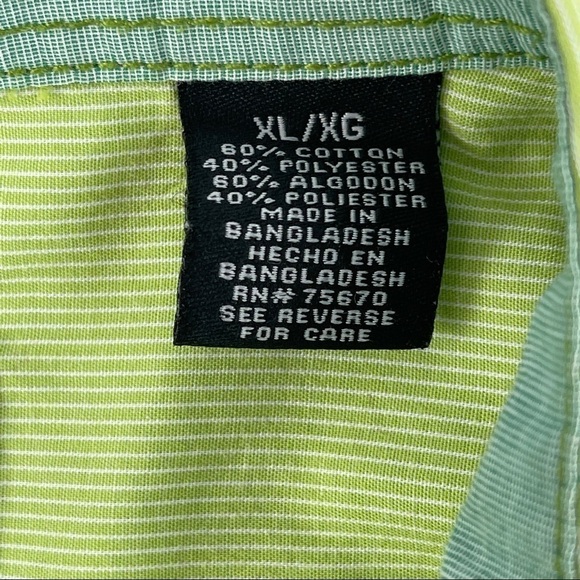 XL/XG
60% COTTON
40% POLYESTER
60% ALGODON
40% POLIESTER
MADE IN
BANGLADESH
HECHO EN
BANGLADESH
RN# 75670
SEE REVERSE
FOR CARE